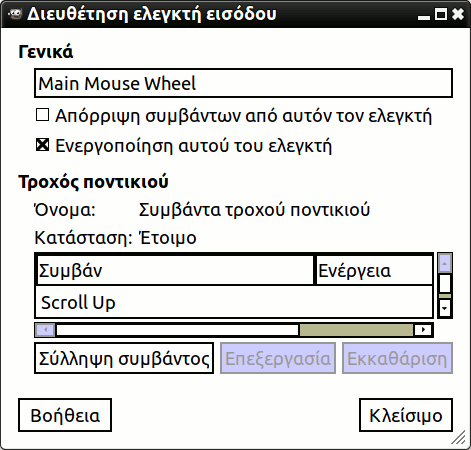 Διευθέτηση ελεγκτή εισόδου
Γενικά
Main Mouse Wheel
Απόρριψη συμβάντων από αυτόν τον ελεγκτή
Ενεργοποίηση αυτού του ελεγκτή
Τροχός ποντικιού
Όνομα: Συμβάντα τροχού ποντικιού
Κατάσταση: Έτοιμο
Συμβάν Ενέργεια
Scroll Up
Σύλληψη συμβάντος Επεξεργασία Εκκαθάριση
Βοήθεια Κλείσιμο